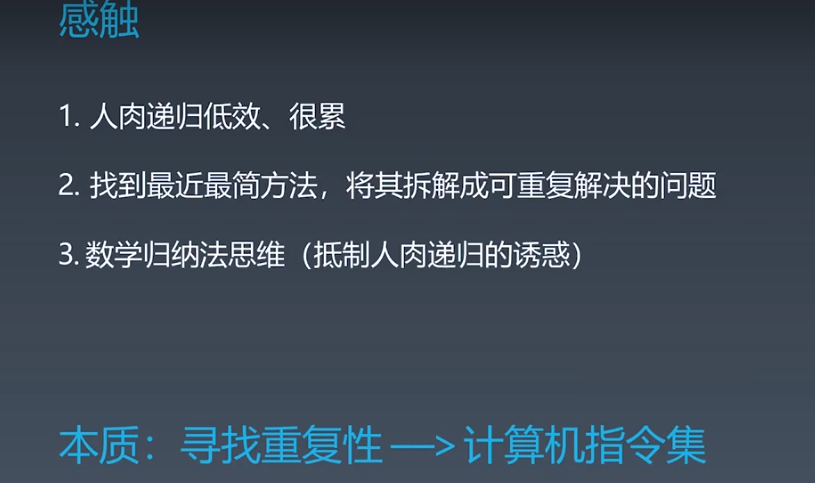 感触
1. 人肉递归低效、很累
2. 找到最近最简方法，将其拆解成可重复解决的问题
3. 数学归纳法思维（抵制人肉递归的诱惑）
本质：寻找重复性 —> 计算机指令集